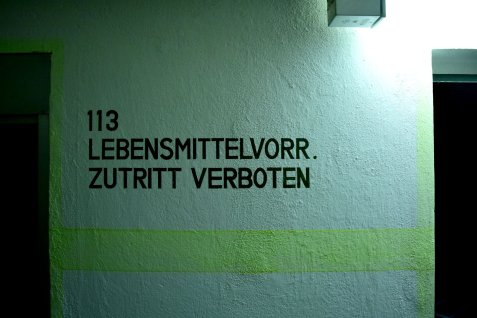 113
LEBENSMITTELVORR.
ZUTRITT VERBOTEN